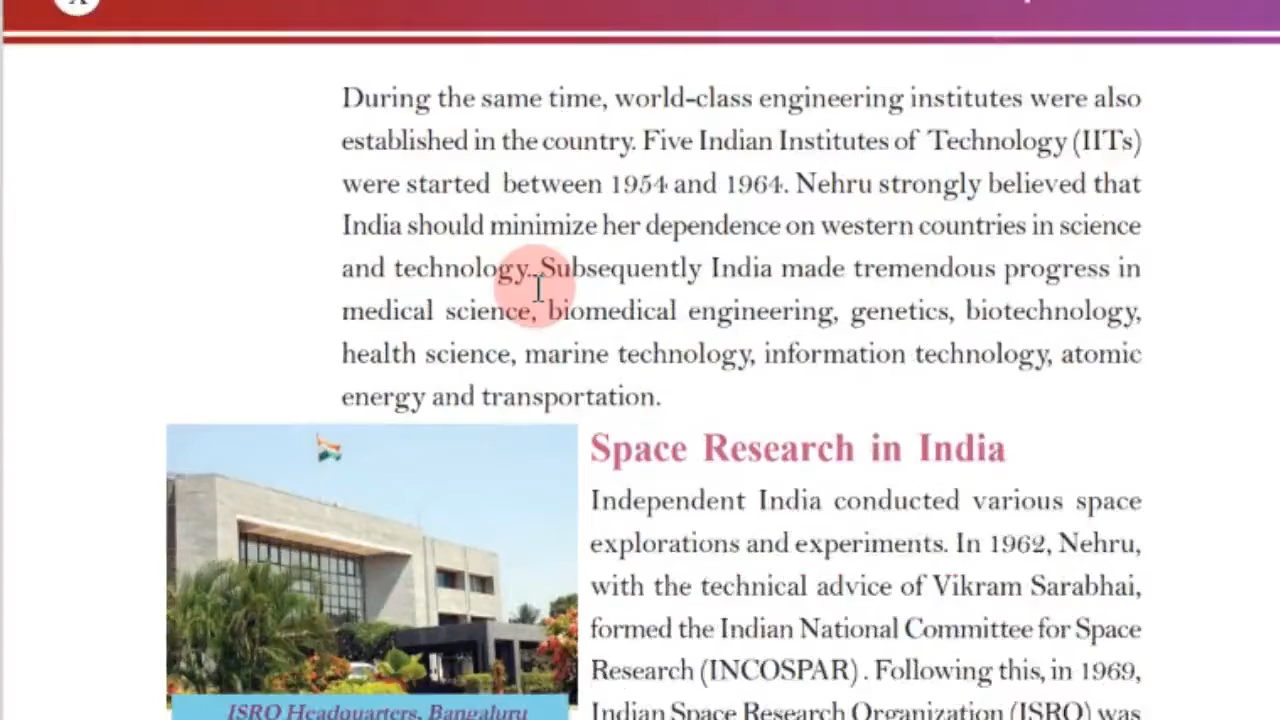 During the same time, world-class engineering institutes were also
established in the country. Five Indian Institutes of Technology (IITs)
were started between 1954 and 1964. Nehru strongly believed that
India should minimize her dependence on western countries in science
and technology. Subsequently India made tremendous progress in
medical science, biomedical engineering, genetics, biotechnology,
health science, marine technology, information technology, atomic
energy and transportation.
Space Research in India
Independent India conducted various space
explorations and experiments. In 1962, Nehru,
with the technical advice of Vikram Sarabhai,
formed the Indian National Committee for Space
Research (INCOSPAR) . Following this, in 1969,
Indian Space Research Organization (ISRO) was
ISRO Headquarters, Bengaluru